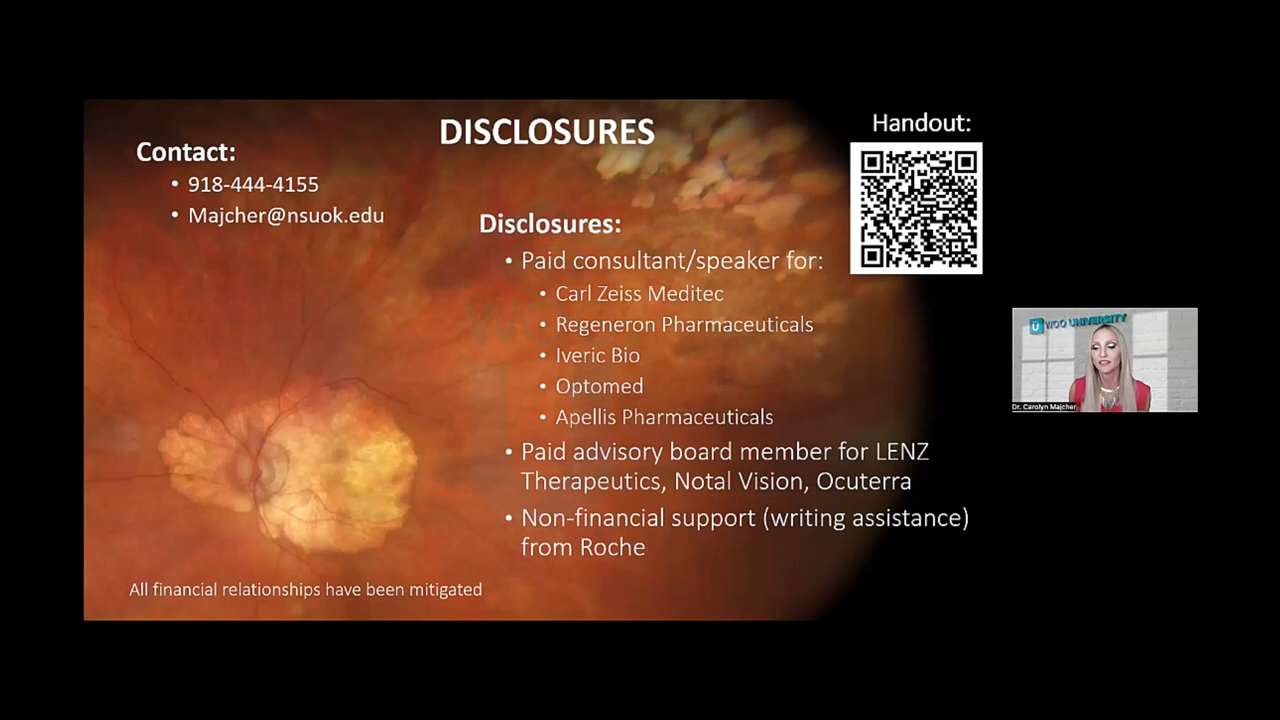 DISCLOSURES
Handout:
Contact:
• 918-444-4155
• Majcher@nsuok.edu
Disclosures:
• Paid consultant/speaker for:
• Carl Zeiss Meditec
• Regeneron Pharmaceuticals
• Iveric Bio
• Optomed
• Apellis Pharmaceuticals
• Paid advisory board member for LENZ
Therapeutics, Notal Vision, Ocuterra
• Non-financial support (writing assistance)
from Roche
All financial relationships have been mitigated
WOO UNIVERSITY
Dr. Carolyn Majcher